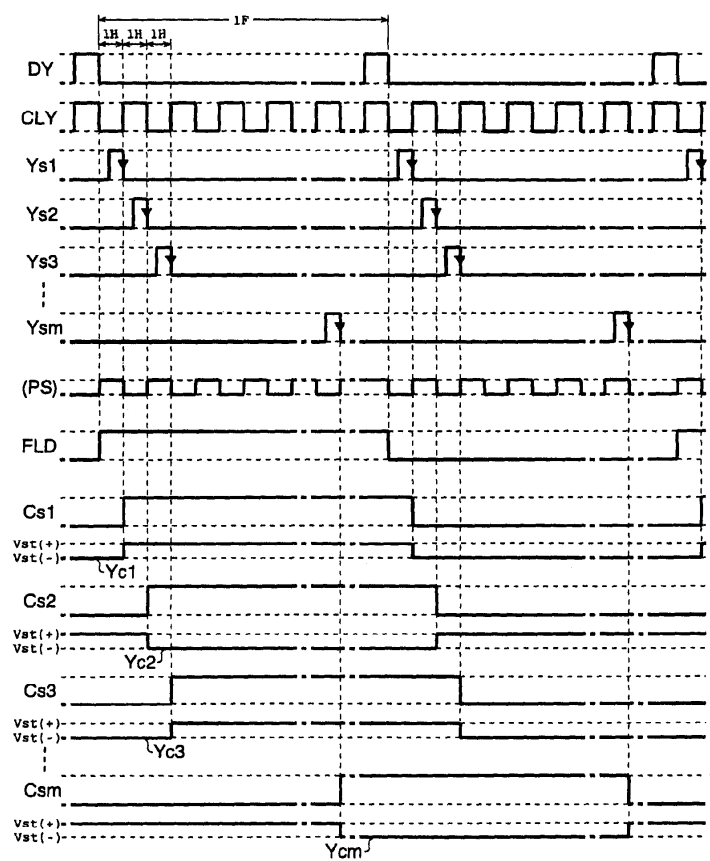 1F
1H 1H 1H
DY
CLY
Ys1
Ys2
Ys3
Ysm
(PS)
FLD
Cs1
Vst(+)
Vst(-)
Yc1
Cs2
Vst(+)
Vst(-)
Yc2
Cs3
Vst(+)
Vst(-)
Yc3
Csm
Vst(+)
Vst(-)
Ycm